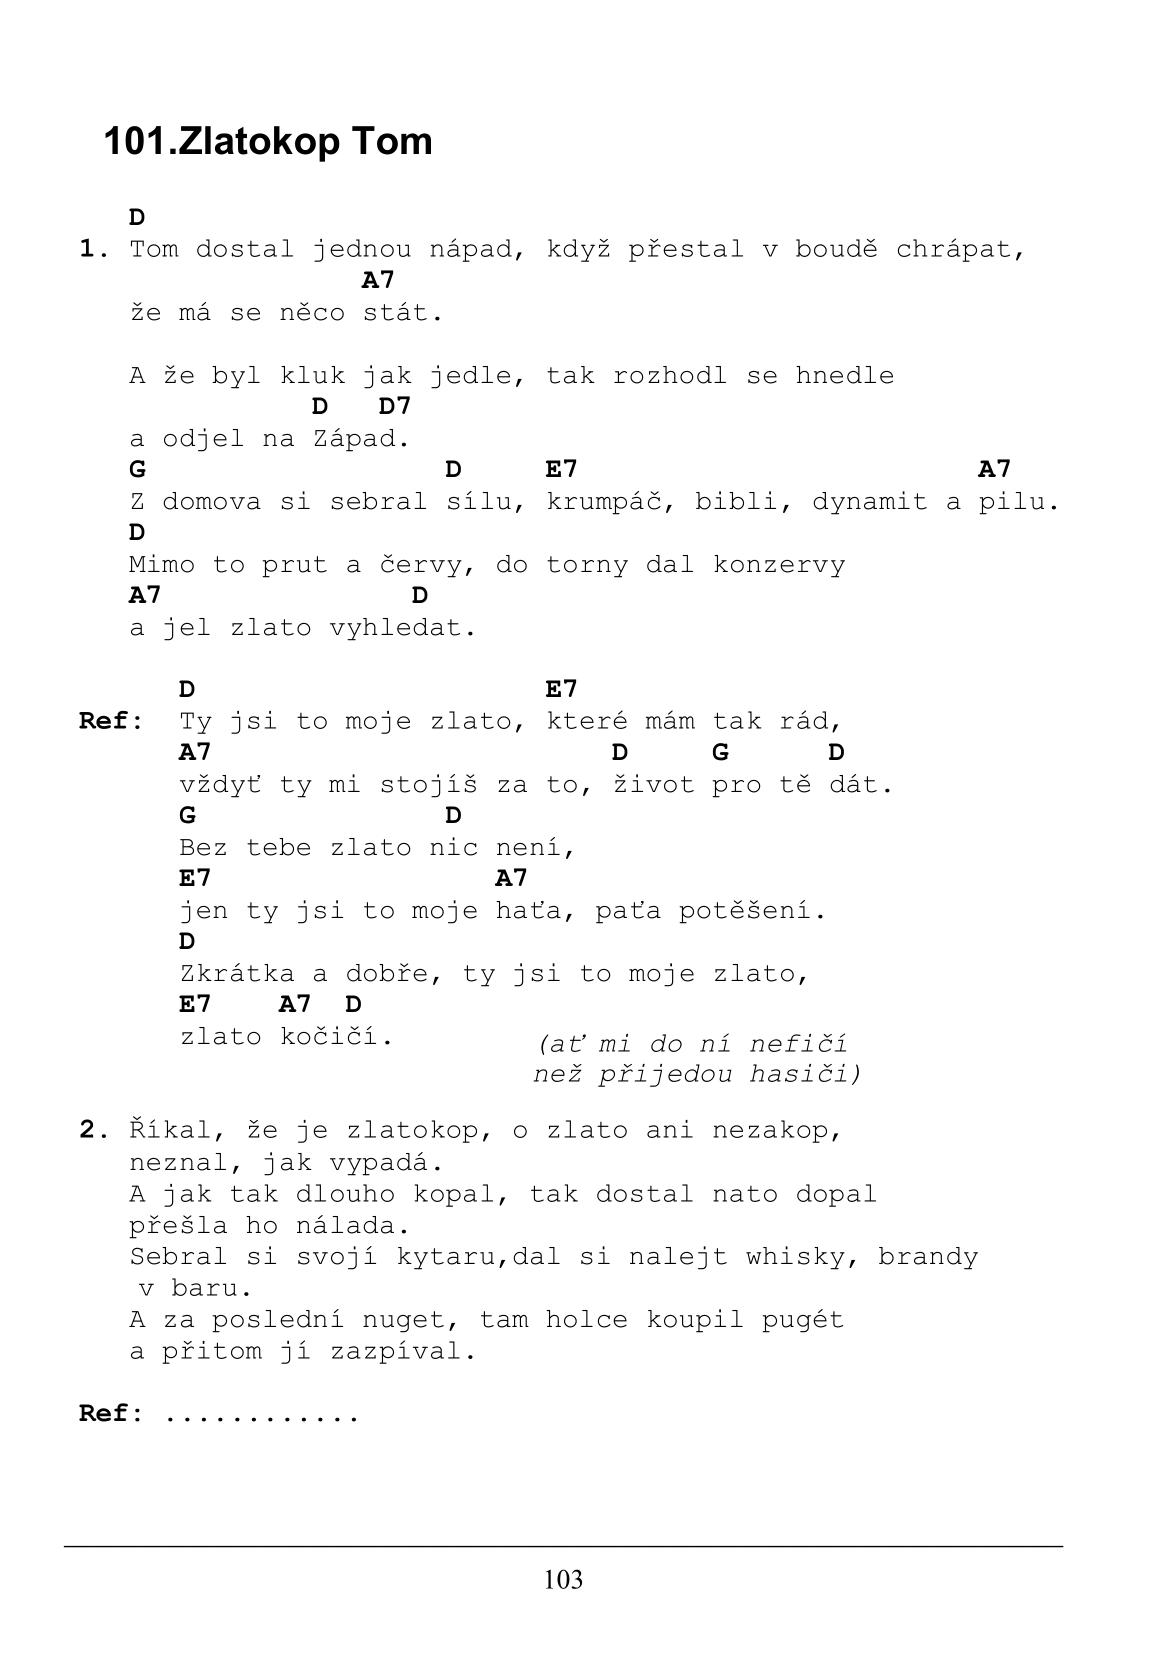 101.Zlatokop Tom
D
1. Tom dostal jednou nápad, když přestal v boudě chrápat,
A7
že má se něco stát.
A že byl kluk jak jedle, tak rozhodl se hnedle
D D7
a odjel na Západ.
G D E7 A7
Z domova si sebral sílu, krumpáč, bibli, dynamit a pilu.
D
Mimo to prut a červy, do torny dal konzervy
A7 D
a jel zlato vyhledat.
D E7
Ref: Ty jsi to moje zlato, které mám tak rád,
A7 D G D
vždyť ty mi stojíš za to, život pro tě dát.
G D
Bez tebe zlato nic není,
E7 A7
jen ty jsi to moje haťa, paťa potěšení.
D
Zkrátka a dobře, ty jsi to moje zlato,
E7 A7 D
zlato kočičí.
(ať mi do ní nefičí
než přijedou hasiči)
2. Říkal, že je zlatokop, o zlato ani nezakop,
neznal, jak vypadá.
A jak tak dlouho kopal, tak dostal nato dopal
přešla ho nálada.
Sebral si svojí kytaru,dal si nalejt whisky, brandy
v baru.
A za poslední nuget, tam holce koupil pugét
a přitom jí zazpíval.
Ref: ............
103